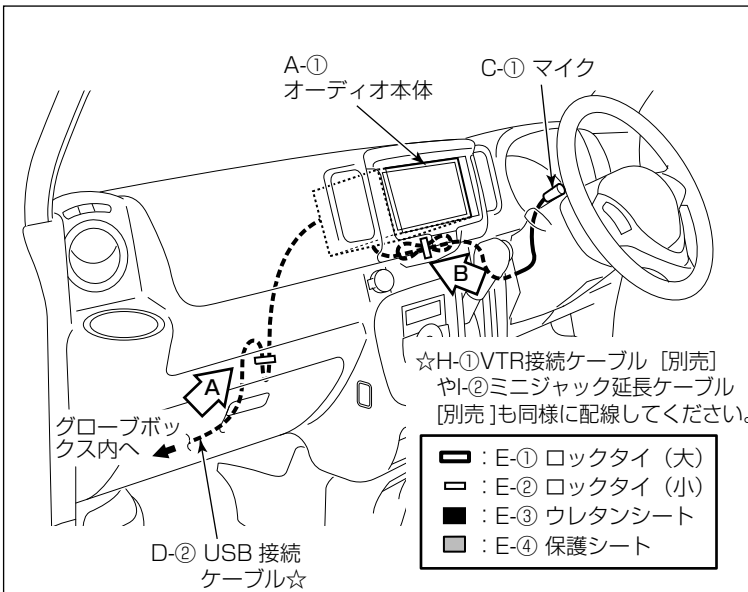 A-①
オーディオ本体
C-① マイク
B
A
☆H-①VTR接続ケーブル［別売］
やI-②ミニジャック延長ケーブル
[別売 ]も同様に配線してください。
グローブボッ
クス内へ
D-② USB 接続
ケーブル☆
：E-① ロックタイ（大）
：E-② ロックタイ（小）
：E-③ ウレタンシート
：E-④ 保護シート